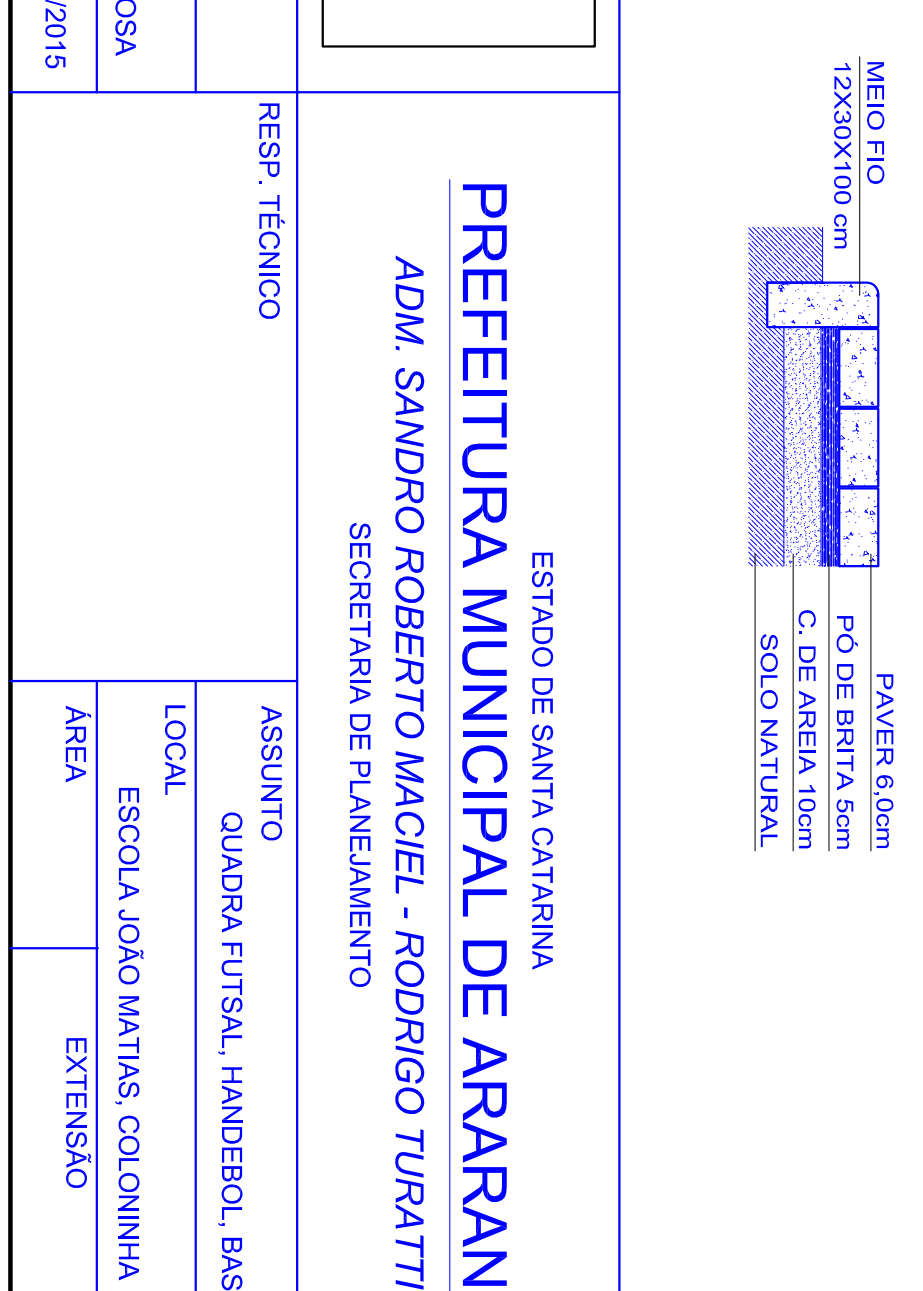 MEIO FIO
12X30X100 cm
PAVER 6,0cm
PÓ DE BRITA 5cm
C. DE AREIA 10cm
SOLO NATURAL
ESTADO DE SANTA CATARINA
PREFEITURA MUNICIPAL DE ARARAN
ADM. SANDRO ROBERTO MACIEL - RODRIGO TURATTI
SECRETARIA DE PLANEJAMENTO
RESP. TÉCNICO
ASSUNTO
QUADRA FUTSAL, HANDEBOL, BAS
LOCAL
ESCOLA JOÃO MATIAS, COLONINHA
OSA
/2015
ÁREA
EXTENSÃO